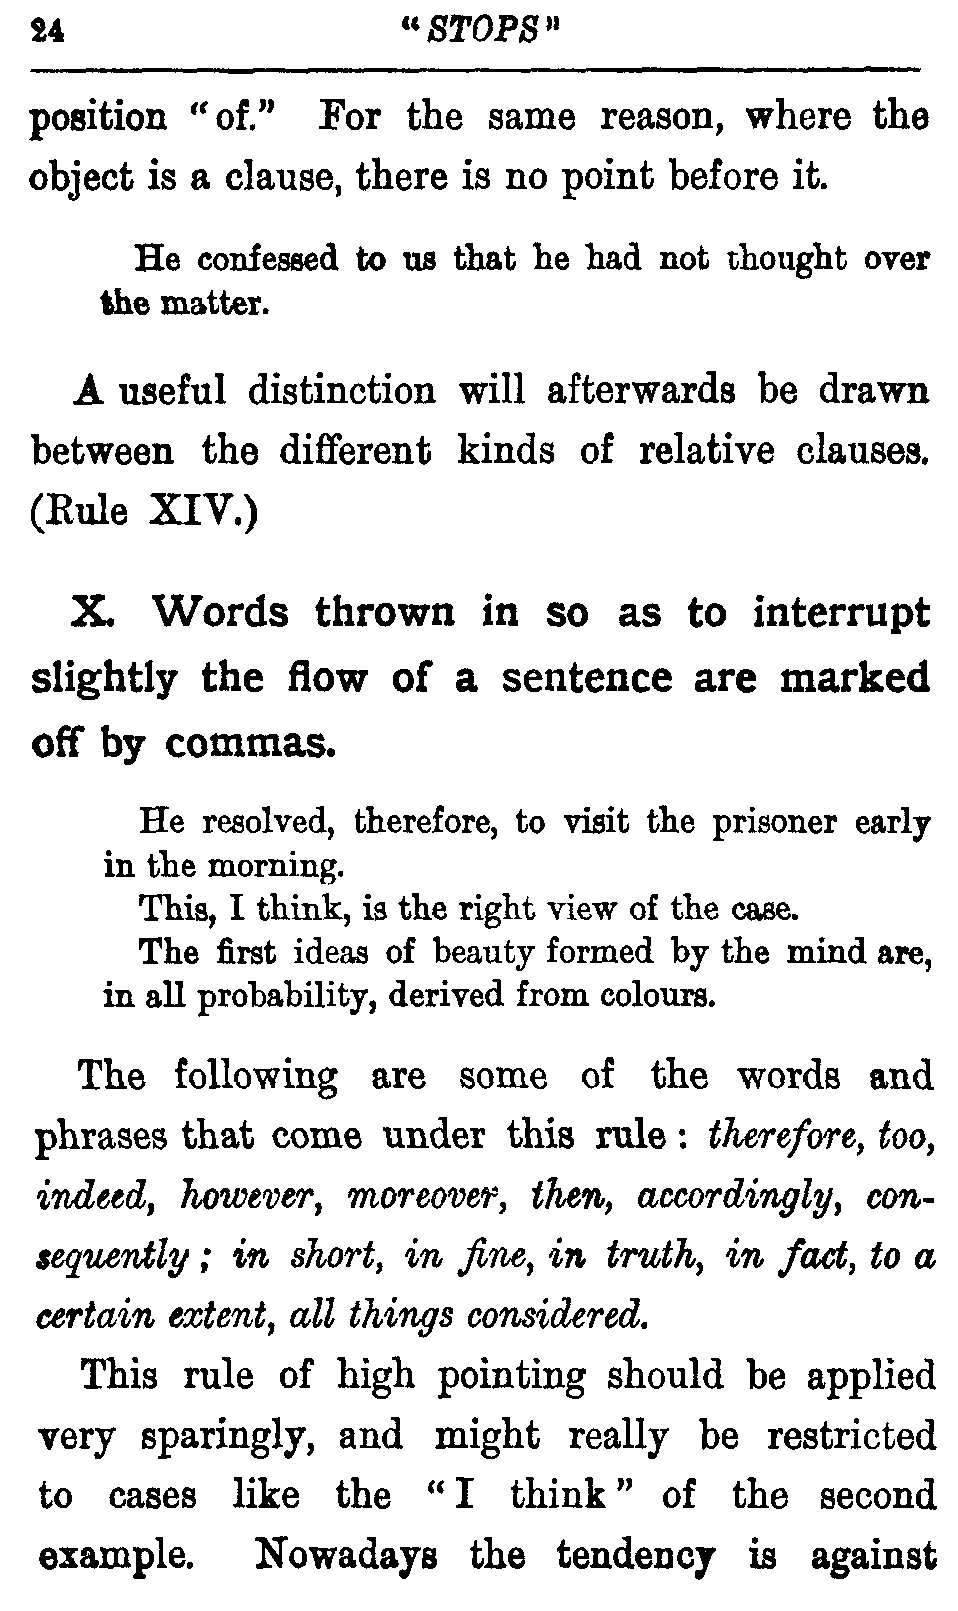 24 "STOPS"
position "of." For the same reason, where the
object is a clause, there is no point before it.
He confessed to us that he had not thought over
the matter.
A useful distinction will afterwards be drawn
between the different kinds of relative clauses.
(Rule XIV.)
X. Words thrown in so as to interrupt
slightly the flow of a sentence are marked
off by commas.
He resolved, therefore, to visit the prisoner early
in the morning.
This, I think, is the right view of the case.
The first ideas of beauty formed by the mind are,
in all probability, derived from colours.
The following are some of the words and
phrases that come under this rule : therefore, too,
indeed, however, moreover, then, accordingly, con-
sequently ; in short, in fine, in truth, in fact, to a
certain extent, all things considered.
This rule of high pointing should be applied
very sparingly, and might really be restricted
to cases like the "I think" of the second
example. Nowadays the tendency is against